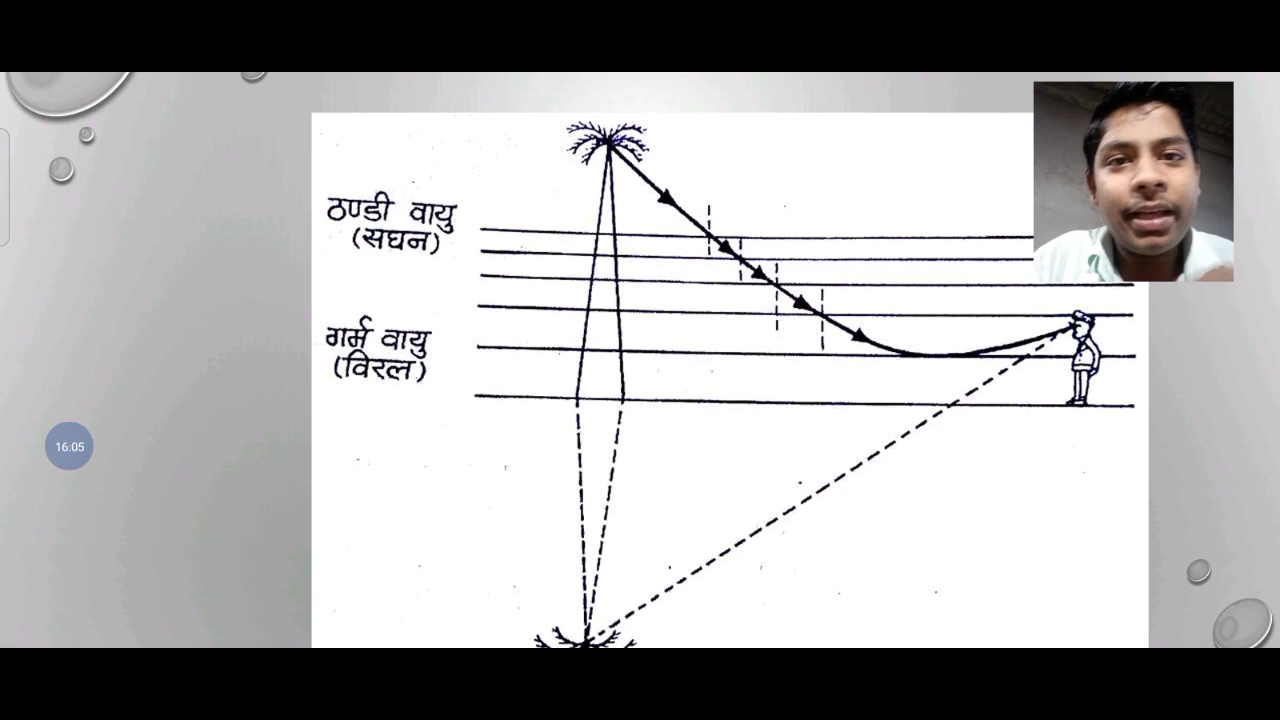 ठण्डी वायु
(सघन)
गर्म वायु
(विरल)
16:05